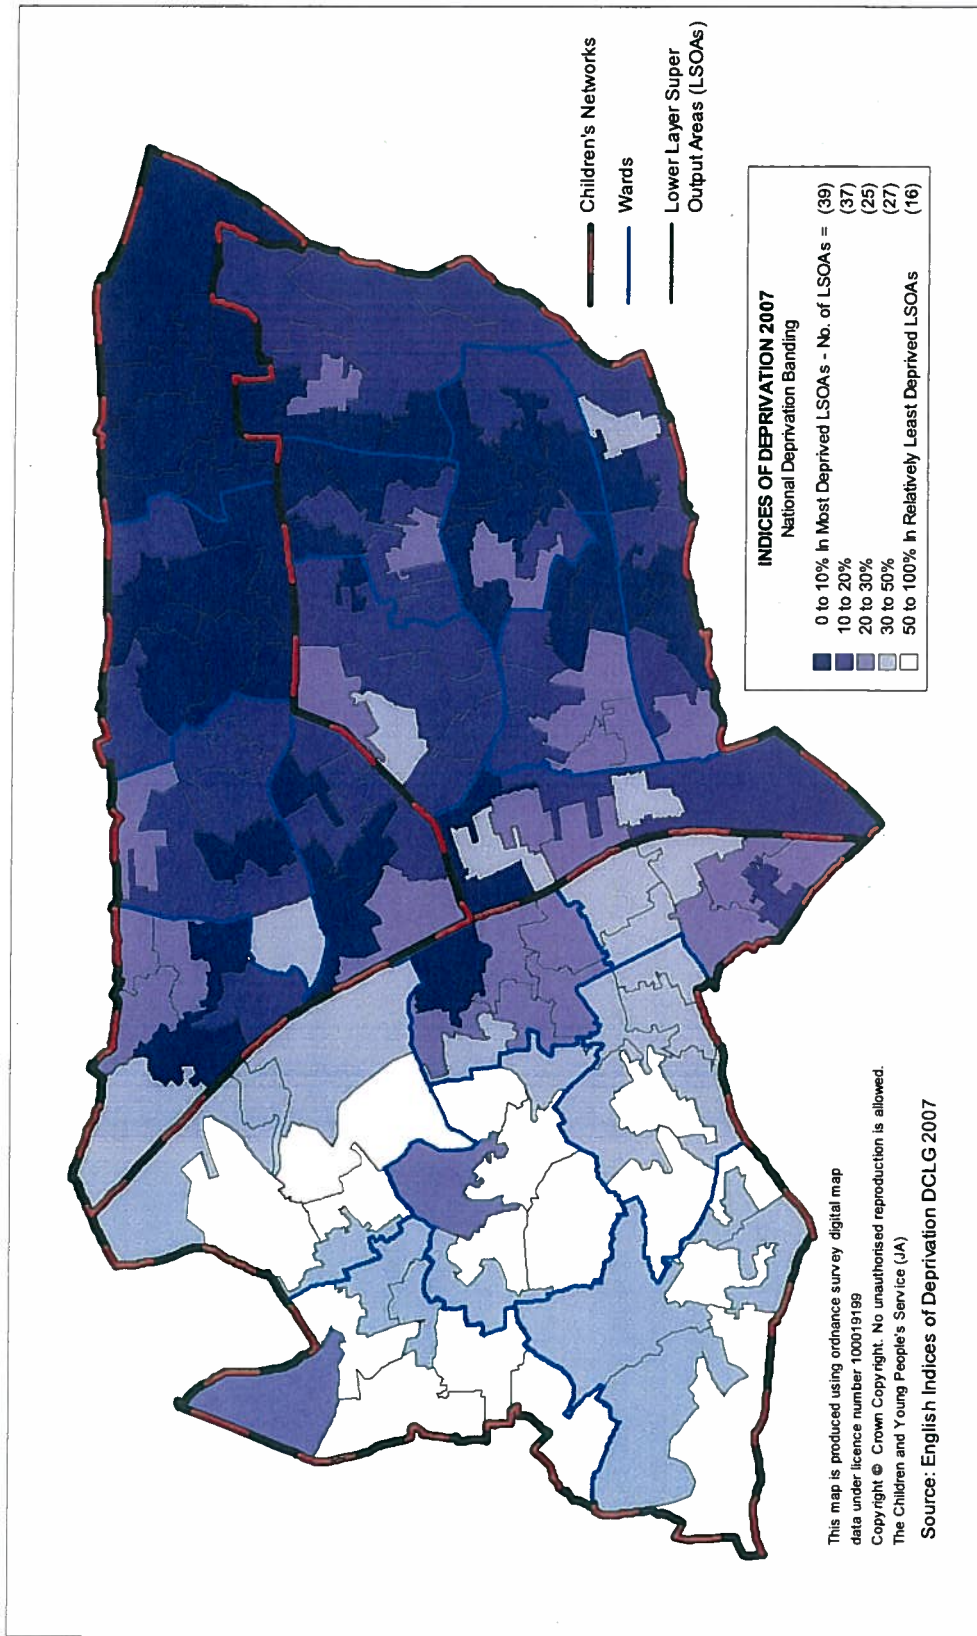 Children's Networks
Wards
Lower Layer Super
Output Areas (LSOAs)
INDICES OF DEPRIVATION 2007
National Deprivation Banding
0 to 10% In Most Deprived LSOAs - No. of LSOAs = (39)
10 to 20% (37)
20 to 30% (25)
30 to 50% (27)
50 to 100% In Relatively Least Deprived LSOAs (16)
This map is produced using ordnance survey digital map
data under licence number 100019199
Copyright © Crown Copyright. No unauthorised reproduction is allowed.
The Children and Young People's Service (JA)
Source: English Indices of Deprivation DCLG 2007